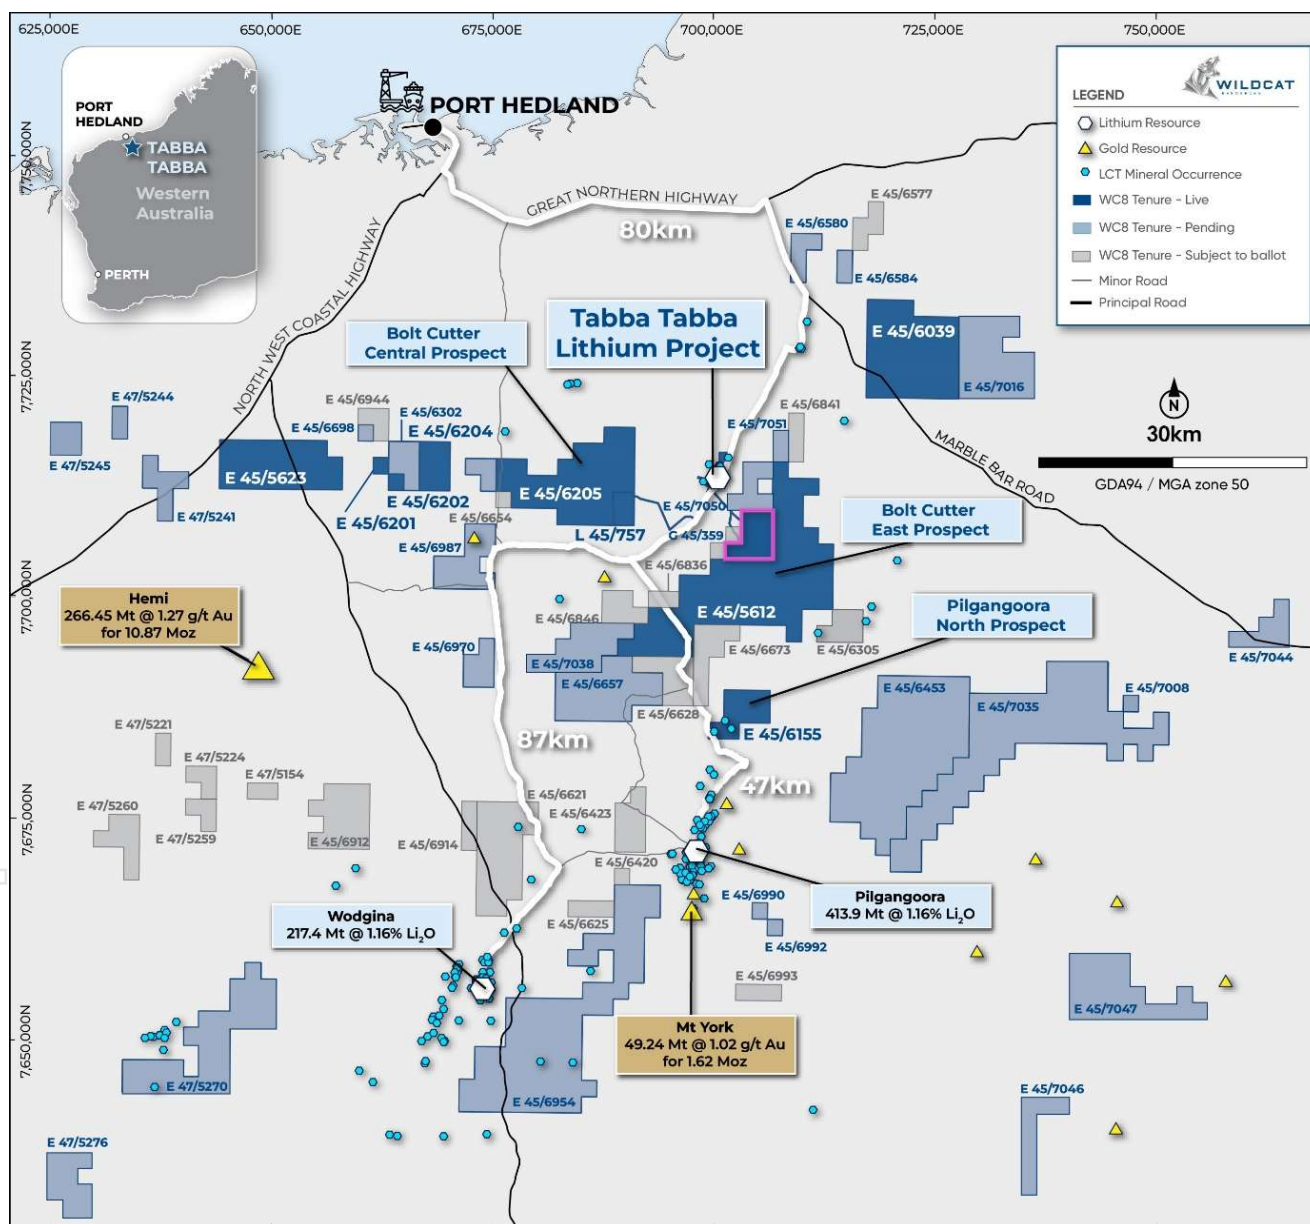 625,000E
650,000E
675,000E
700,000E
725,000E
750,000E
7,750,000N
7,725,000N
7,700,000N
7,675,000N
7,650,000N
PORT
HEDLAND
TABBA
TABBA
Western
Australia
PERTH
PORT HEDLAND
WILDCAT
LEGEND
Lithium Resource
Gold Resource
LCT Mineral Occurrence
WC8 Tenure - Live
WC8 Tenure - Pending
WC8 Tenure - Subject to ballot
Minor Road
Principal Road
N
30km
GDA94 / MGA zone 50
GREAT NORTHERN HIGHWAY
80km
NORTH WEST COASTAL HIGHWAY
MARBLE BAR ROAD
E 45/6577
E 45/6580
E 45/6584
E 45/6039
E 45/7016
Bolt Cutter
Central Prospect
Tabba Tabba
Lithium Project
E 47/5244
E 47/5245
E 47/5241
E 45/5623
E 45/6944
E 45/6698
E 45/6302
E 45/6204
E 45/6202
E 45/6201
E 45/6205
E 45/6654
E 45/6987
L 45/757
E 45/7051
E 45/6841
E 45/7050
G 45/359
Bolt Cutter
East Prospect
E 45/6836
E 45/5612
E 45/6846
E 45/6970
E 45/7038
E 45/6657
E 45/6628
E 45/6673
E 45/6305
Pilgangoora
North Prospect
E 45/7044
Hemi
266.45 Mt @ 1.27 g/t Au
for 10.87 Moz
E 45/6155
E 45/6453
E 45/7035
E 45/7008
87km
47km
E 47/5221
E 47/5224
E 47/5154
E 47/5260
E 47/5259
E 45/6912
E 45/6914
E 45/6621
E 45/6423
E 45/6420
E 45/6625
Wodgina
217.4 Mt @ 1.16% Li₂O
Pilgangoora
413.9 Mt @ 1.16% Li₂O
E 45/6990
E 45/6992
E 45/6993
Mt York
49.24 Mt @ 1.02 g/t Au
for 1.62 Moz
E 45/7047
E 45/7046
E 47/5270
E 45/6954
E 47/5276